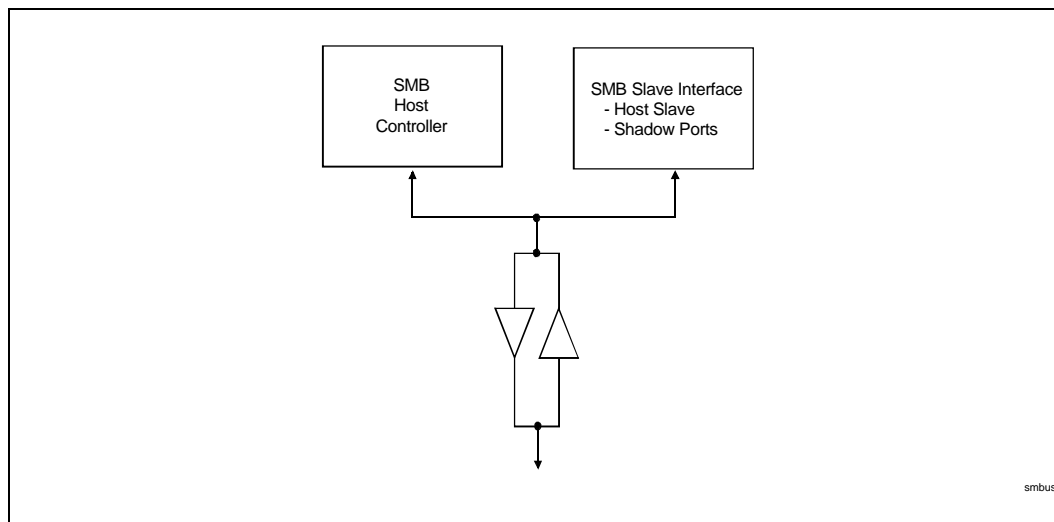 SMB
Host
Controller
SMB Slave Interface
- Host Slave
- Shadow Ports
smbus